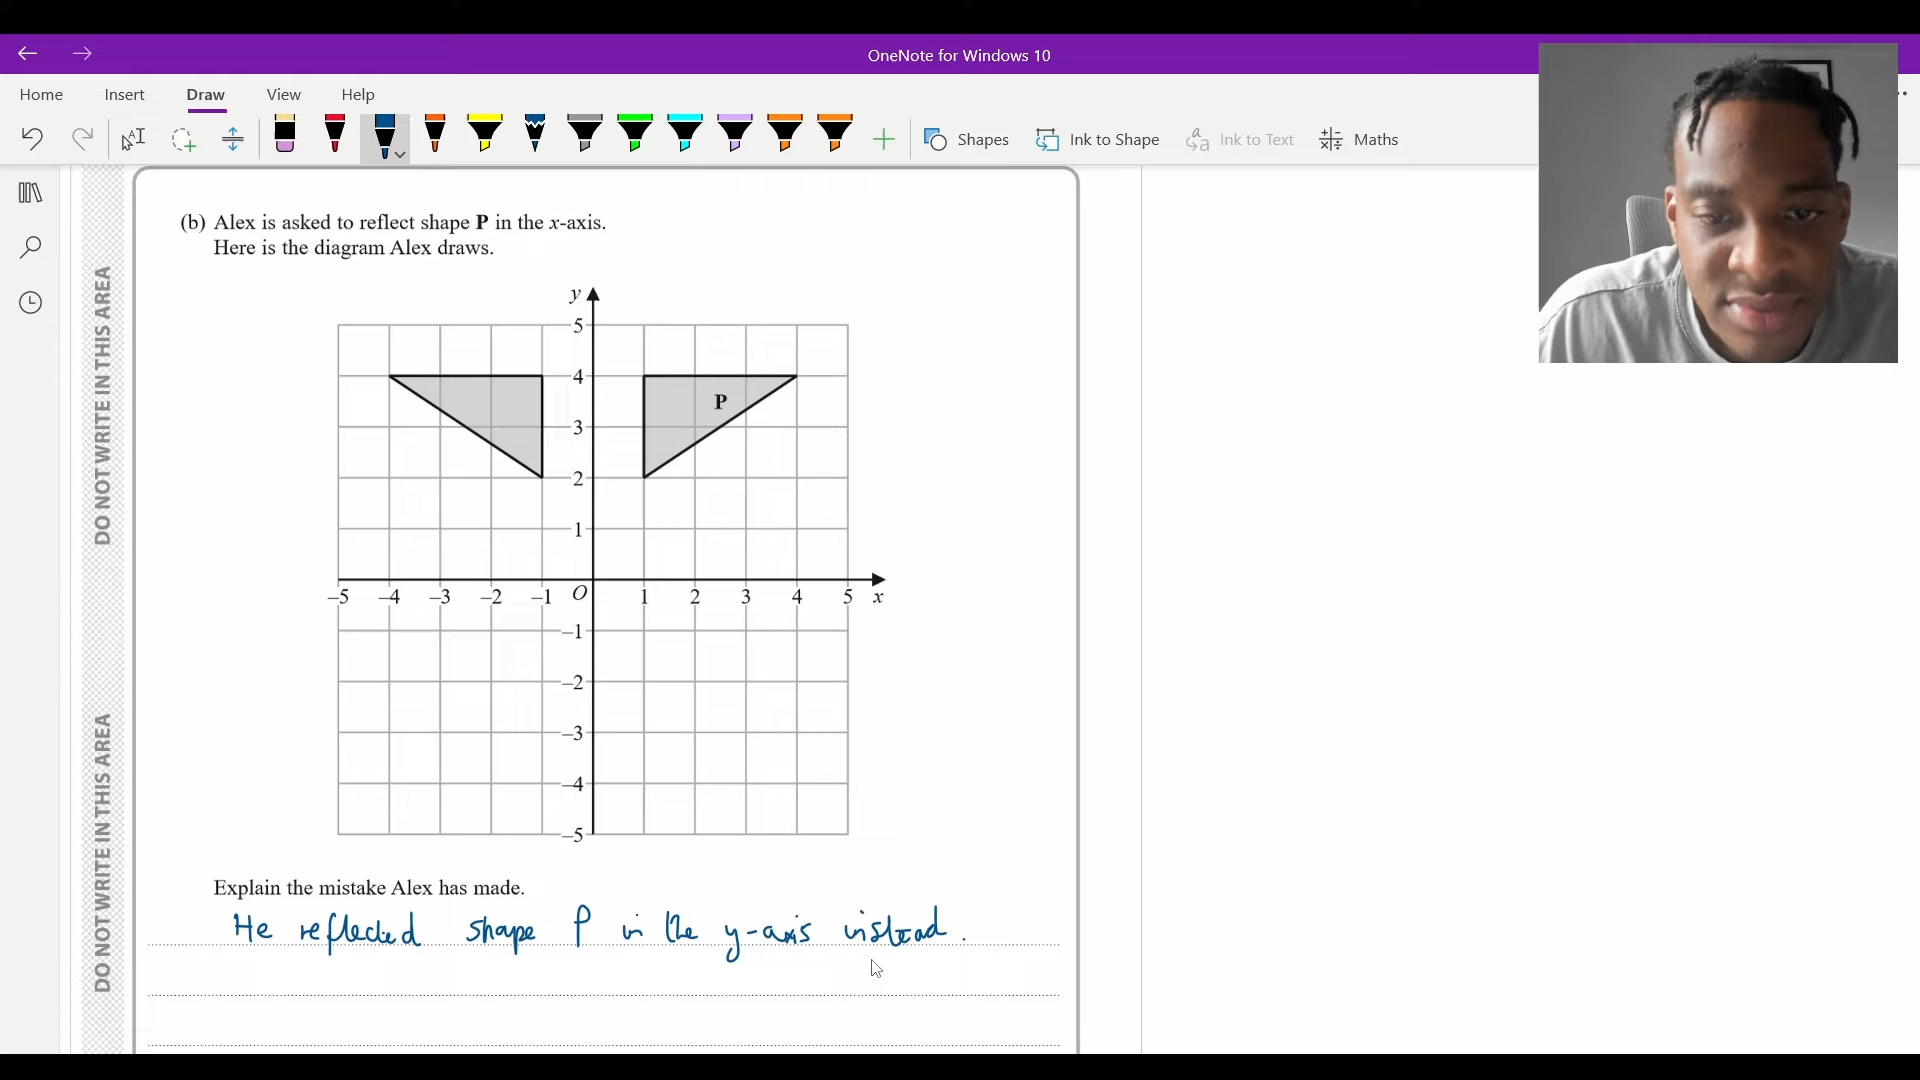 OneNote for Windows 10
Home Insert Draw View Help
Shapes Ink to Shape Ink to Text Maths
DO NOT WRITE IN THIS AREA
DO NOT WRITE IN THIS AREA
(b) Alex is asked to reflect shape P in the x-axis.
Here is the diagram Alex draws.
y
5
4
P
3
2
1
–5 –4 –3 –2 –1 O 1 2 3 4 5 x
–1
–2
–3
–4
–5
Explain the mistake Alex has made.
He reflected shape P in the y-axis instead.